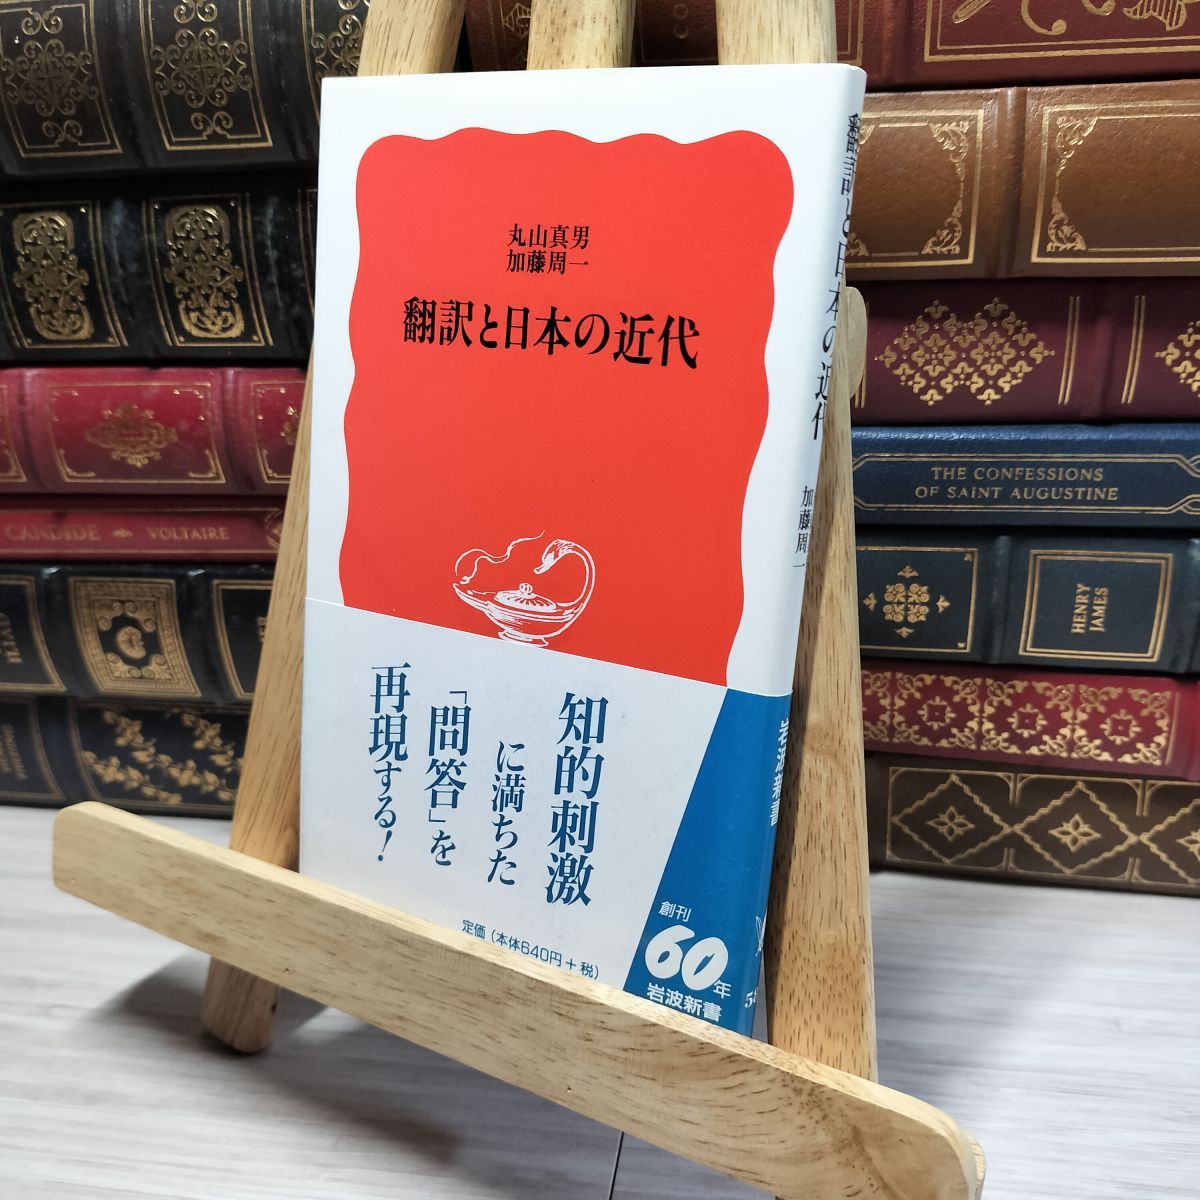 丸山真男
加藤周一
翻訳と日本の近代
知的刺激
に満ちた
「問答」を
再現する!
定価(本体640円+税)
創刊
60年
岩波新書
翻訳と日本の近代
加藤周一
岩波新書
CANDIDE VOLTAIRE
THE CONFESSIONS
OF SAINT AUGUSTINE
HENRY
JAMES